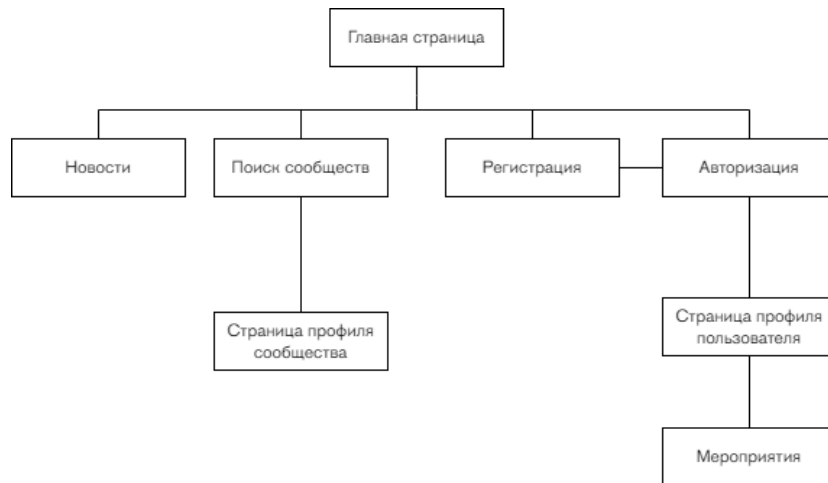 Главная страница
Новости
Поиск сообществ
Регистрация
Авторизация
Страница профиля
сообщества
Страница профиля
пользователя
Мероприятия